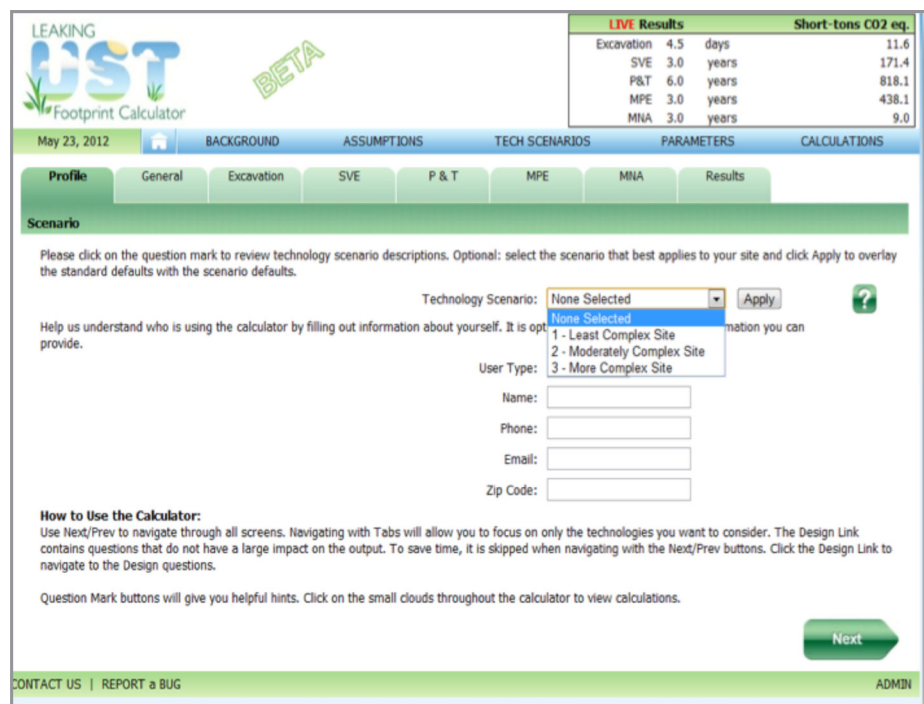 LEAKING
UST
Footprint Calculator
BETA
LIVE Results Short-tons CO2 eq.
Excavation 4.5 days 11.6
SVE 3.0 years 171.4
P&T 6.0 years 818.1
MPE 3.0 years 438.1
MNA 3.0 years 9.0
May 23, 2012 BACKGROUND ASSUMPTIONS TECH SCENARIOS PARAMETERS CALCULATIONS
Profile General Excavation SVE P & T MPE MNA Results
Scenario
Please click on the question mark to review technology scenario descriptions. Optional: select the scenario that best applies to your site and click Apply to overlay
the standard defaults with the scenario defaults.
Technology Scenario: None Selected Apply ?
None Selected
1 - Least Complex Site
2 - Moderately Complex Site
3 - More Complex Site
Help us understand who is using the calculator by filling out information about yourself. It is opt mation you can
provide.
User Type:
Name:
Phone:
Email:
Zip Code:
How to Use the Calculator:
Use Next/Prev to navigate through all screens. Navigating with Tabs will allow you to focus on only the technologies you want to consider. The Design Link
contains questions that do not have a large impact on the output. To save time, it is skipped when navigating with the Next/Prev buttons. Click the Design Link to
navigate to the Design questions.
Question Mark buttons will give you helpful hints. Click on the small clouds throughout the calculator to view calculations.
Next
CONTACT US | REPORT a BUG ADMIN